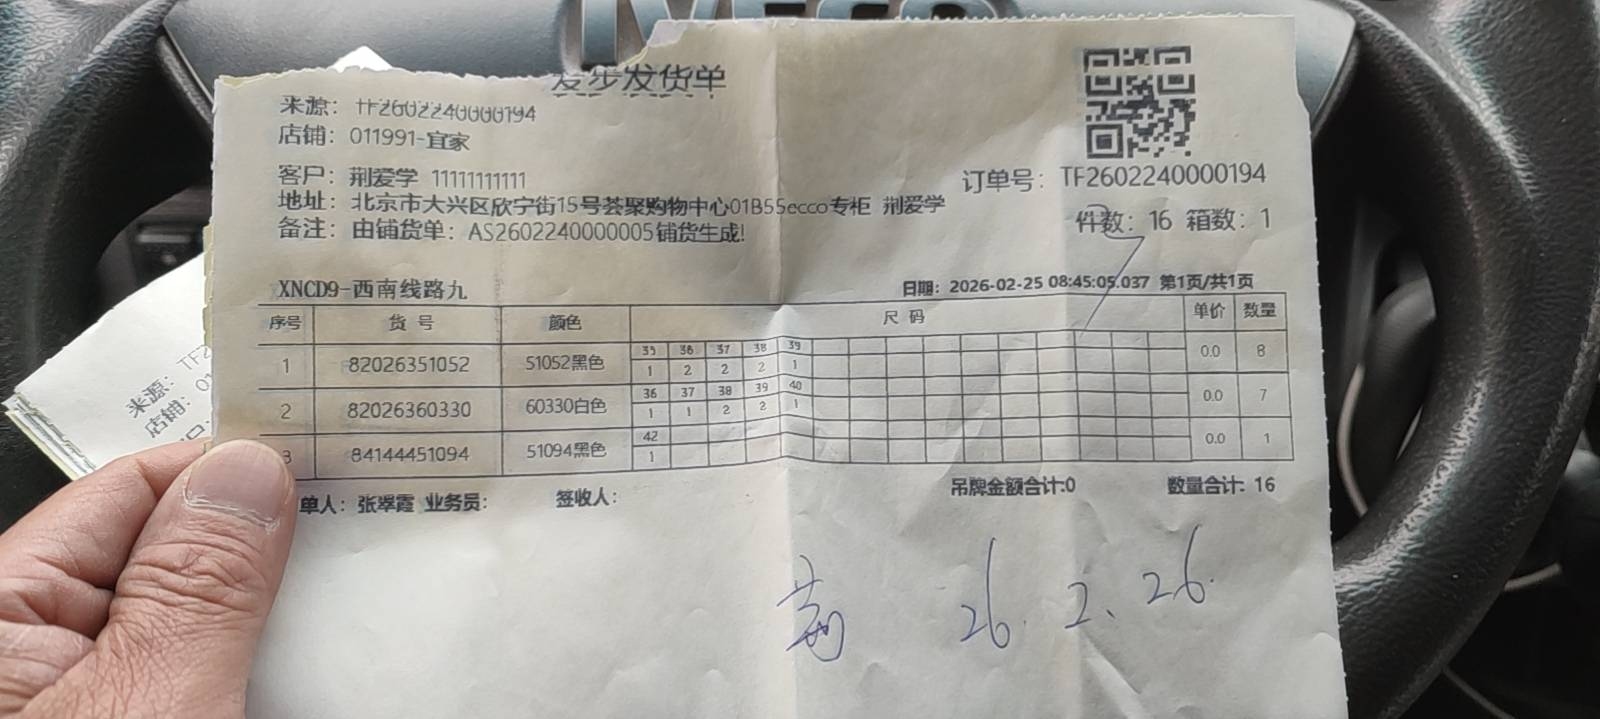 爱步发货单
来源: TF2602240000194
店铺: 011991-宜家
客户: 荆爱学 11111111111
订单号: TF2602240000194
地址: 北京市大兴区欣宁街15号荟聚购物中心01B55ecco专柜 荆爱学
件数: 16 箱数: 1
备注: 由铺货单: AS2602240000005铺货生成!
XNCD9-西南线路九
日期: 2026-02-25 08:45:05.037 第1页/共1页
序号 货号 颜色 尺码 单价 数量
35 36 37 38 39
1 82026351052 51052黑色 1 2 2 2 1 0.0 8
36 37 38 39 40
2 82026360330 60330白色 1 1 2 2 1 0.0 7
42
3 84144451094 51094黑色 1 0.0 1
吊牌金额合计:0 数量合计: 16
单人: 张翠霞 业务员: 签收人:
26. 2. 26.
来源: TF2
店铺: 01